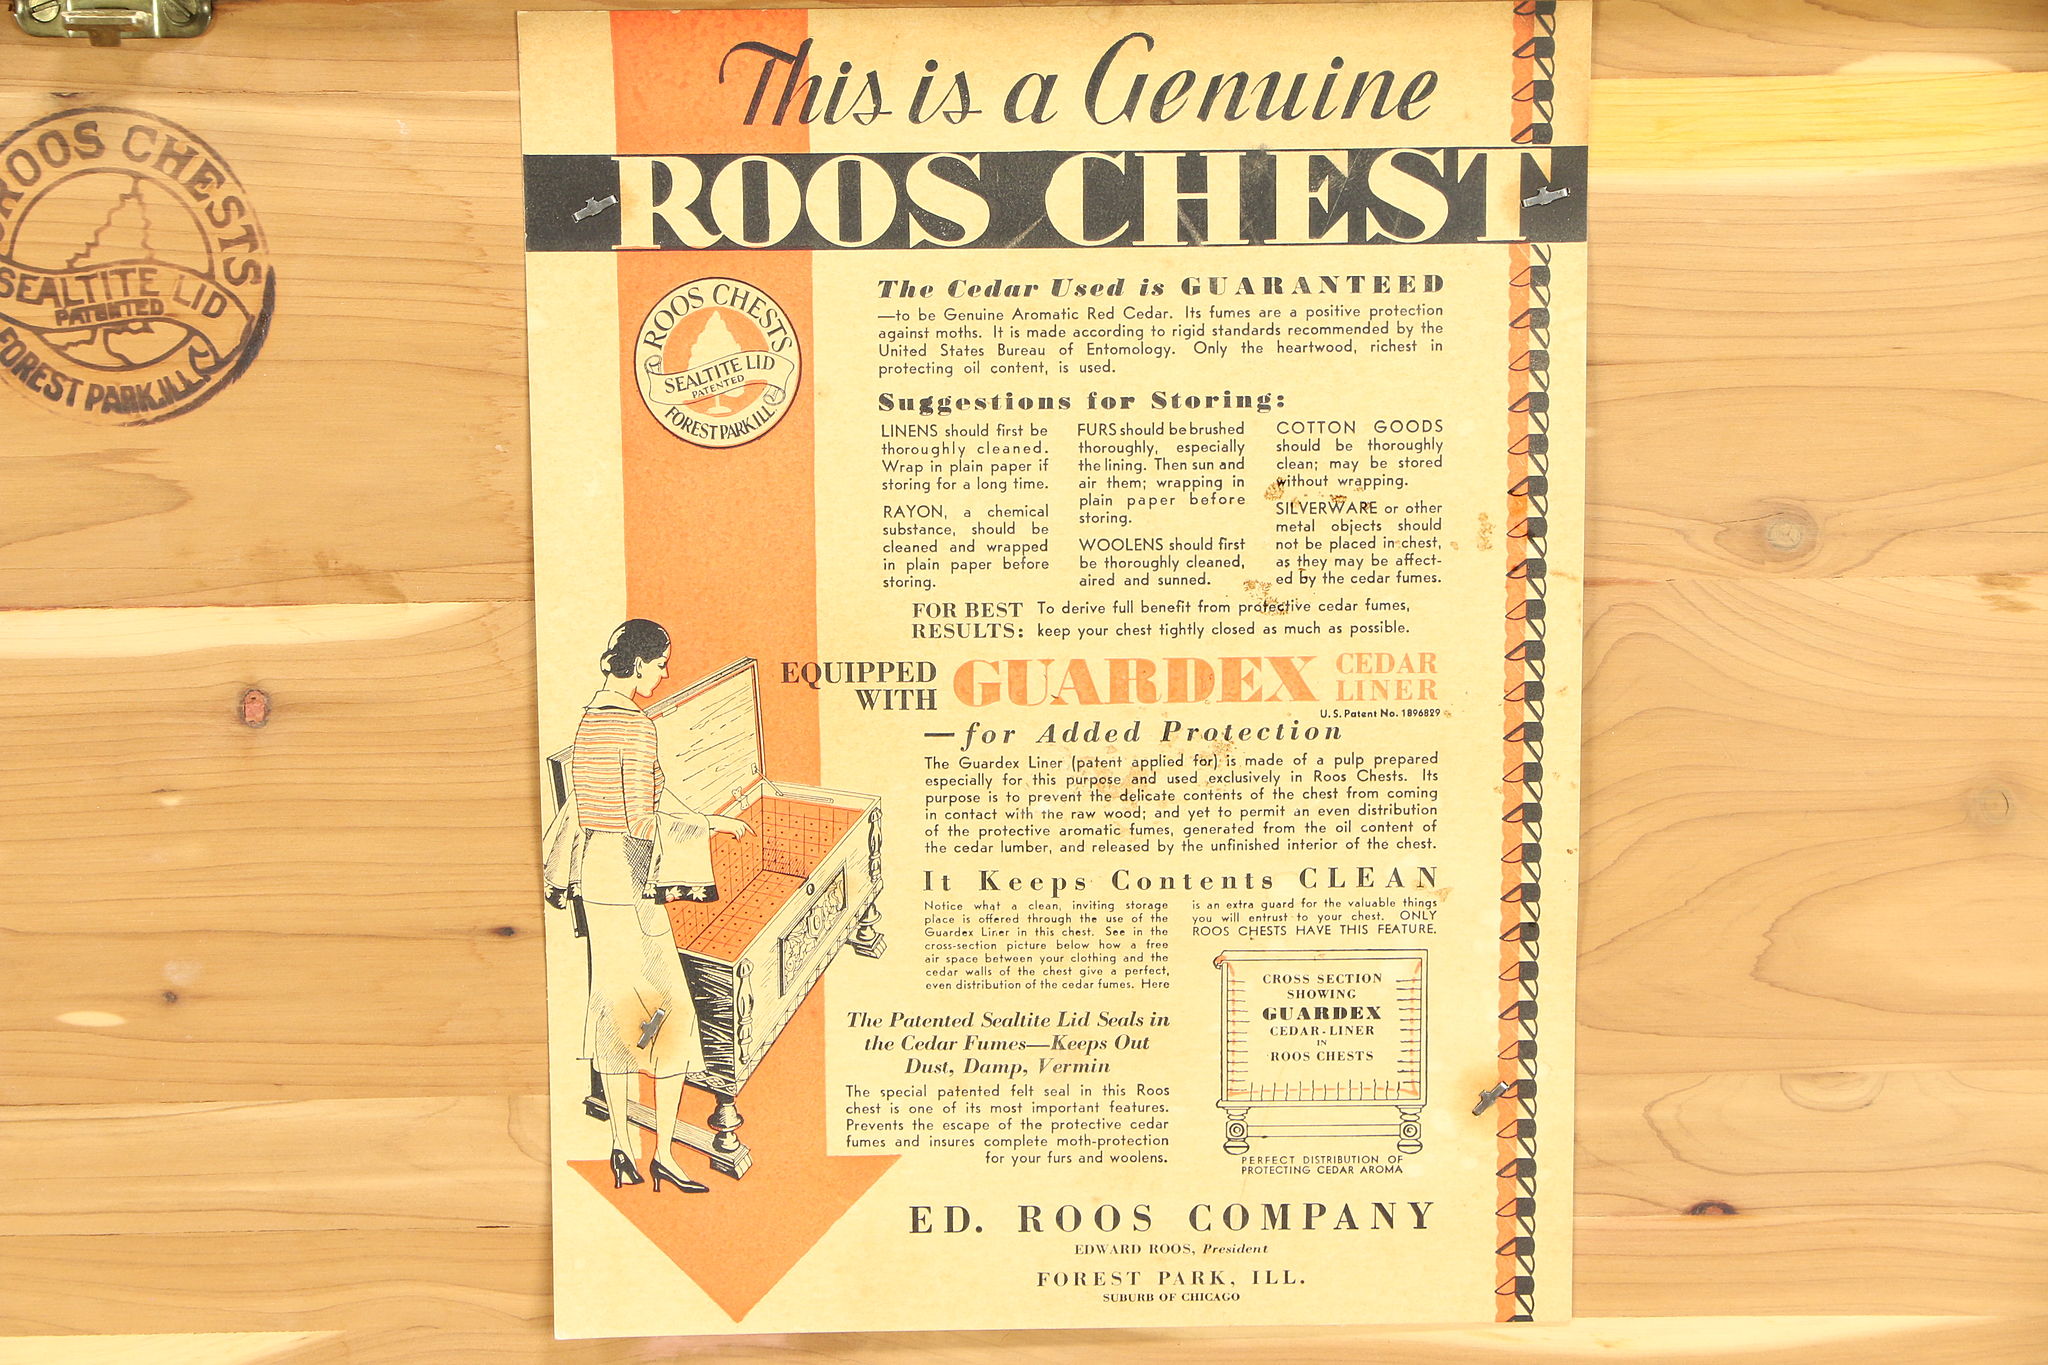 ROOS CHESTS
SEALTITE LID
PATENTED
FOREST PARK, ILL.
This is a Genuine
ROOS CHEST
ROOS CHESTS
SEALTITE LID
PATENTED
FOREST PARK, ILL
The Cedar Used is GUARANTEED
—to be Genuine Aromatic Red Cedar. Its fumes are a positive protection
against moths. It is made according to rigid standards recommended by the
United States Bureau of Entomology. Only the heartwood, richest in
protecting oil content, is used.
Suggestions for Storing:
LINENS should first be
thoroughly cleaned.
Wrap in plain paper if
storing for a long time.
RAYON, a chemical
substance, should be
cleaned and wrapped
in plain paper before
storing.
FURS should be brushed
thoroughly, especially
the lining. Then sun and
air them; wrapping in
plain paper before
storing.
WOOLENS should first
be thoroughly cleaned,
aired and sunned.
COTTON GOODS
should be thoroughly
clean; may be stored
without wrapping.
SILVERWARE or other
metal objects should
not be placed in chest,
as they may be affect-
ed by the cedar fumes.
FOR BEST
RESULTS:
To derive full benefit from protective cedar fumes,
keep your chest tightly closed as much as possible.
EQUIPPED
WITH
GUARDEX
CEDAR
LINER
U.S. Patent No. 1896829
—for Added Protection
The Guardex Liner (patent applied for) is made of a pulp prepared
especially for this purpose and used exclusively in Roos Chests. Its
purpose is to prevent the delicate contents of the chest from coming
in contact with the raw wood; and yet to permit an even distribution
of the protective aromatic fumes, generated from the oil content of
the cedar lumber, and released by the unfinished interior of the chest.
It Keeps Contents CLEAN
Notice what a clean, inviting storage
place is offered through the use of the
Guardex Liner in this chest. See in the
cross-section picture below how a free
air space between your clothing and the
cedar walls of the chest give a perfect,
even distribution of the cedar fumes. Here
is an extra guard for the valuable things
you will entrust to your chest. ONLY
ROOS CHESTS HAVE THIS FEATURE.
The Patented Sealtite Lid Seals in
the Cedar Fumes—Keeps Out
Dust, Damp, Vermin
The special patented felt seal in this Roos
chest is one of its most important features.
Prevents the escape of the protective cedar
fumes and insures complete moth-protection
for your furs and woolens.
CROSS SECTION
SHOWING
GUARDEX
CEDAR-LINER
IN
ROOS CHESTS
PERFECT DISTRIBUTION OF
PROTECTING CEDAR AROMA
ED. ROOS COMPANY
EDWARD ROOS, President
FOREST PARK, ILL.
SUBURB OF CHICAGO